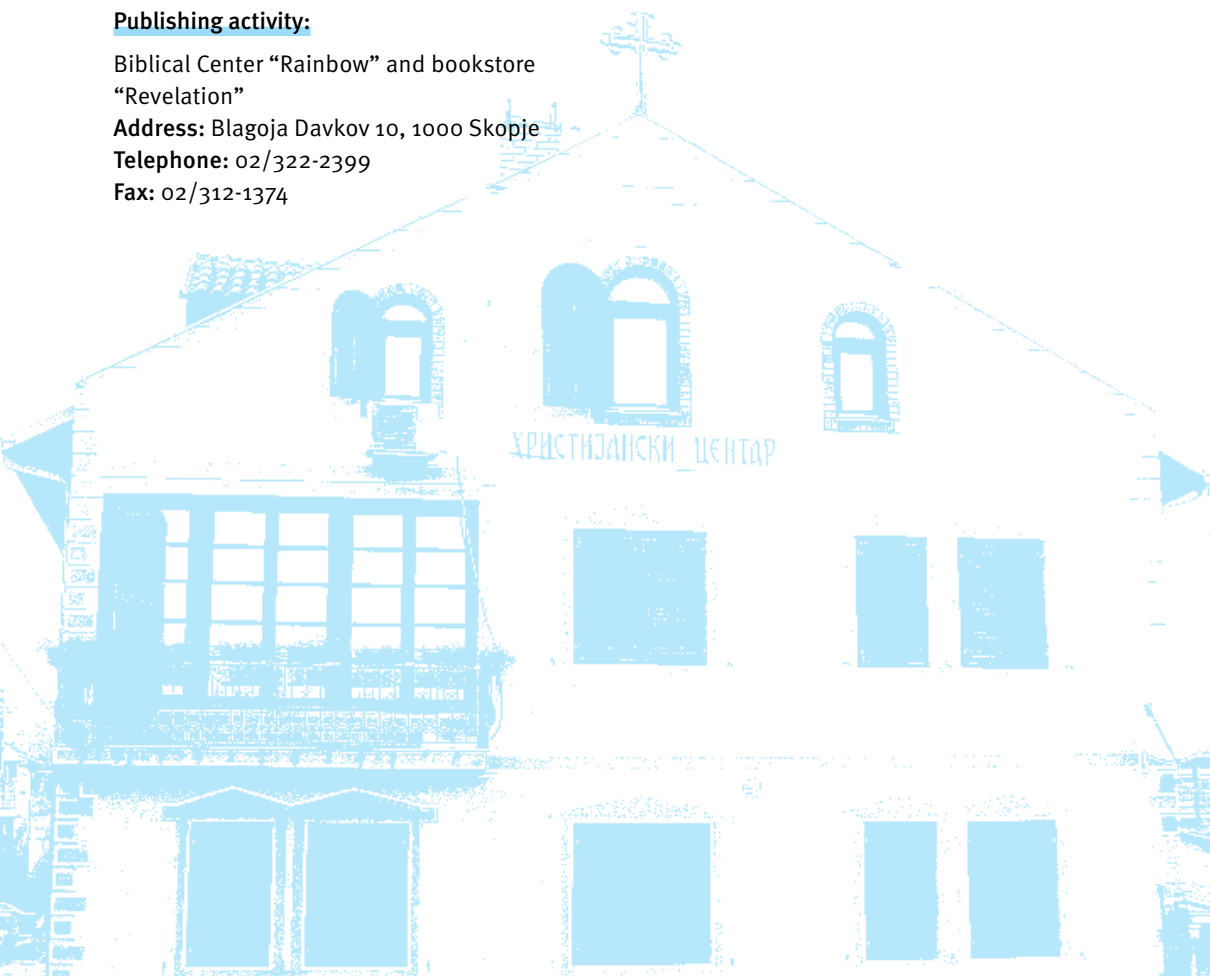 Publishing activity:
Biblical Center “Rainbow” and bookstore
“Revelation”
Address: Blagoja Davkov 10, 1000 Skopje
Telephone: 02/322-2399
Fax: 02/312-1374
ХРИСТИЈАНСКИ ЦЕНТАР